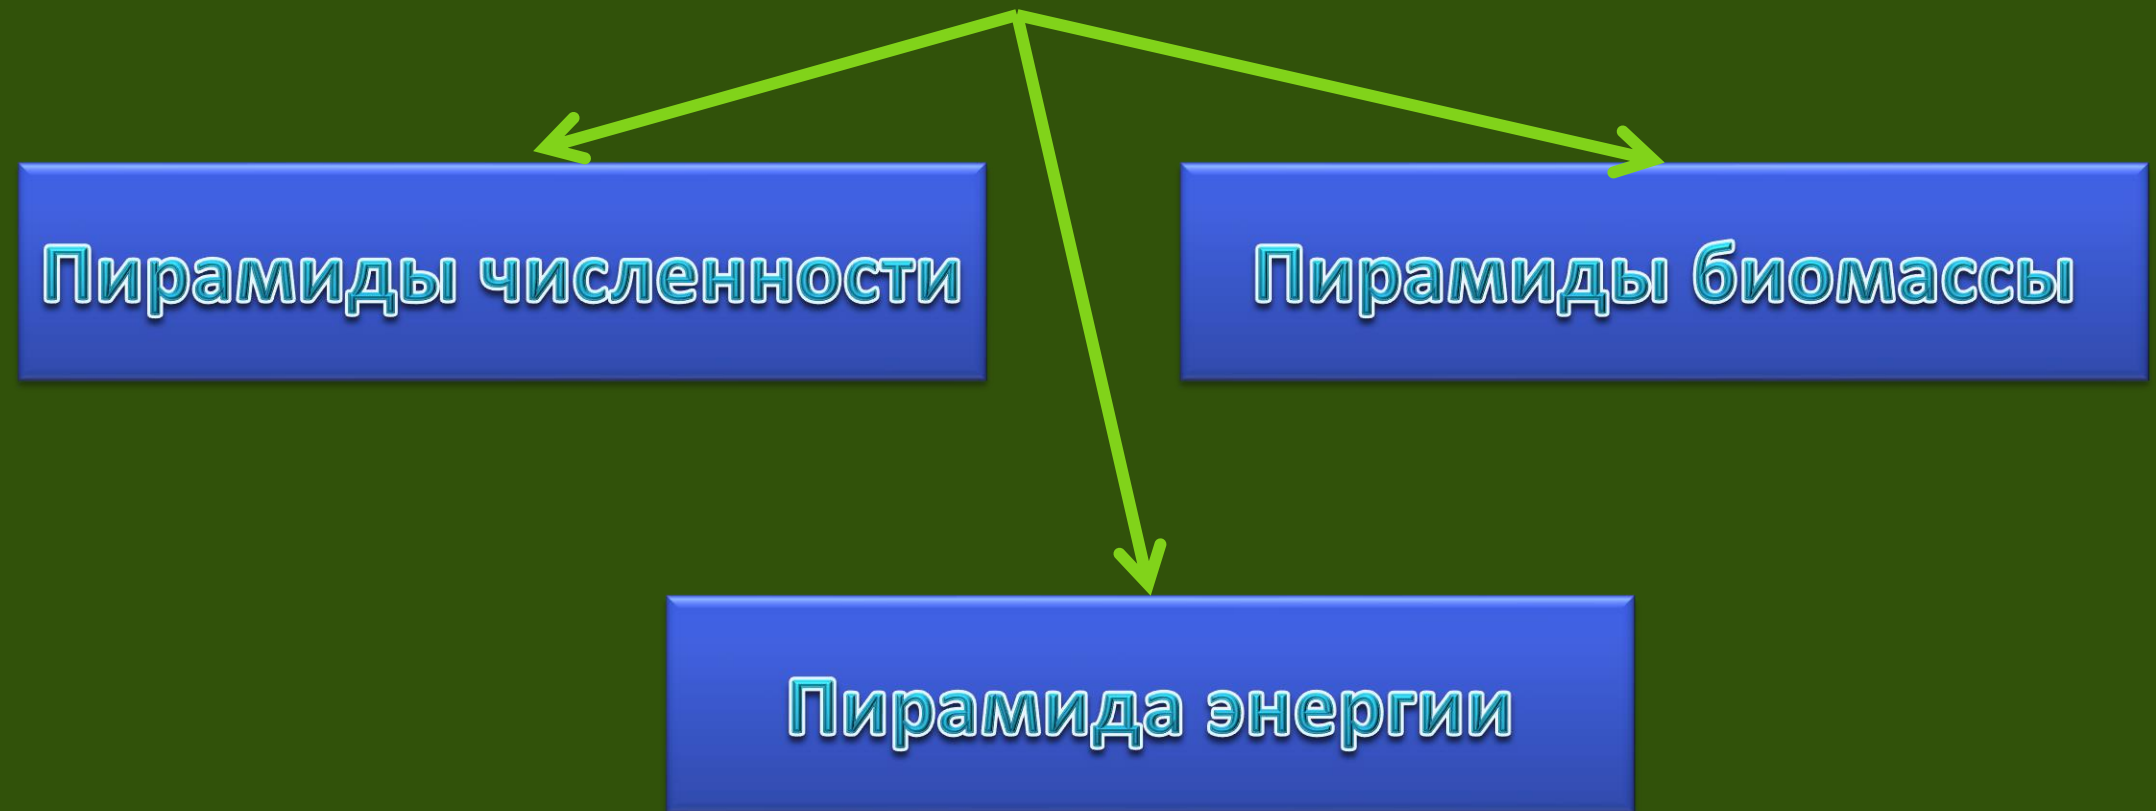 Пирамиды численности
Пирамиды биомассы
Пирамида энергии